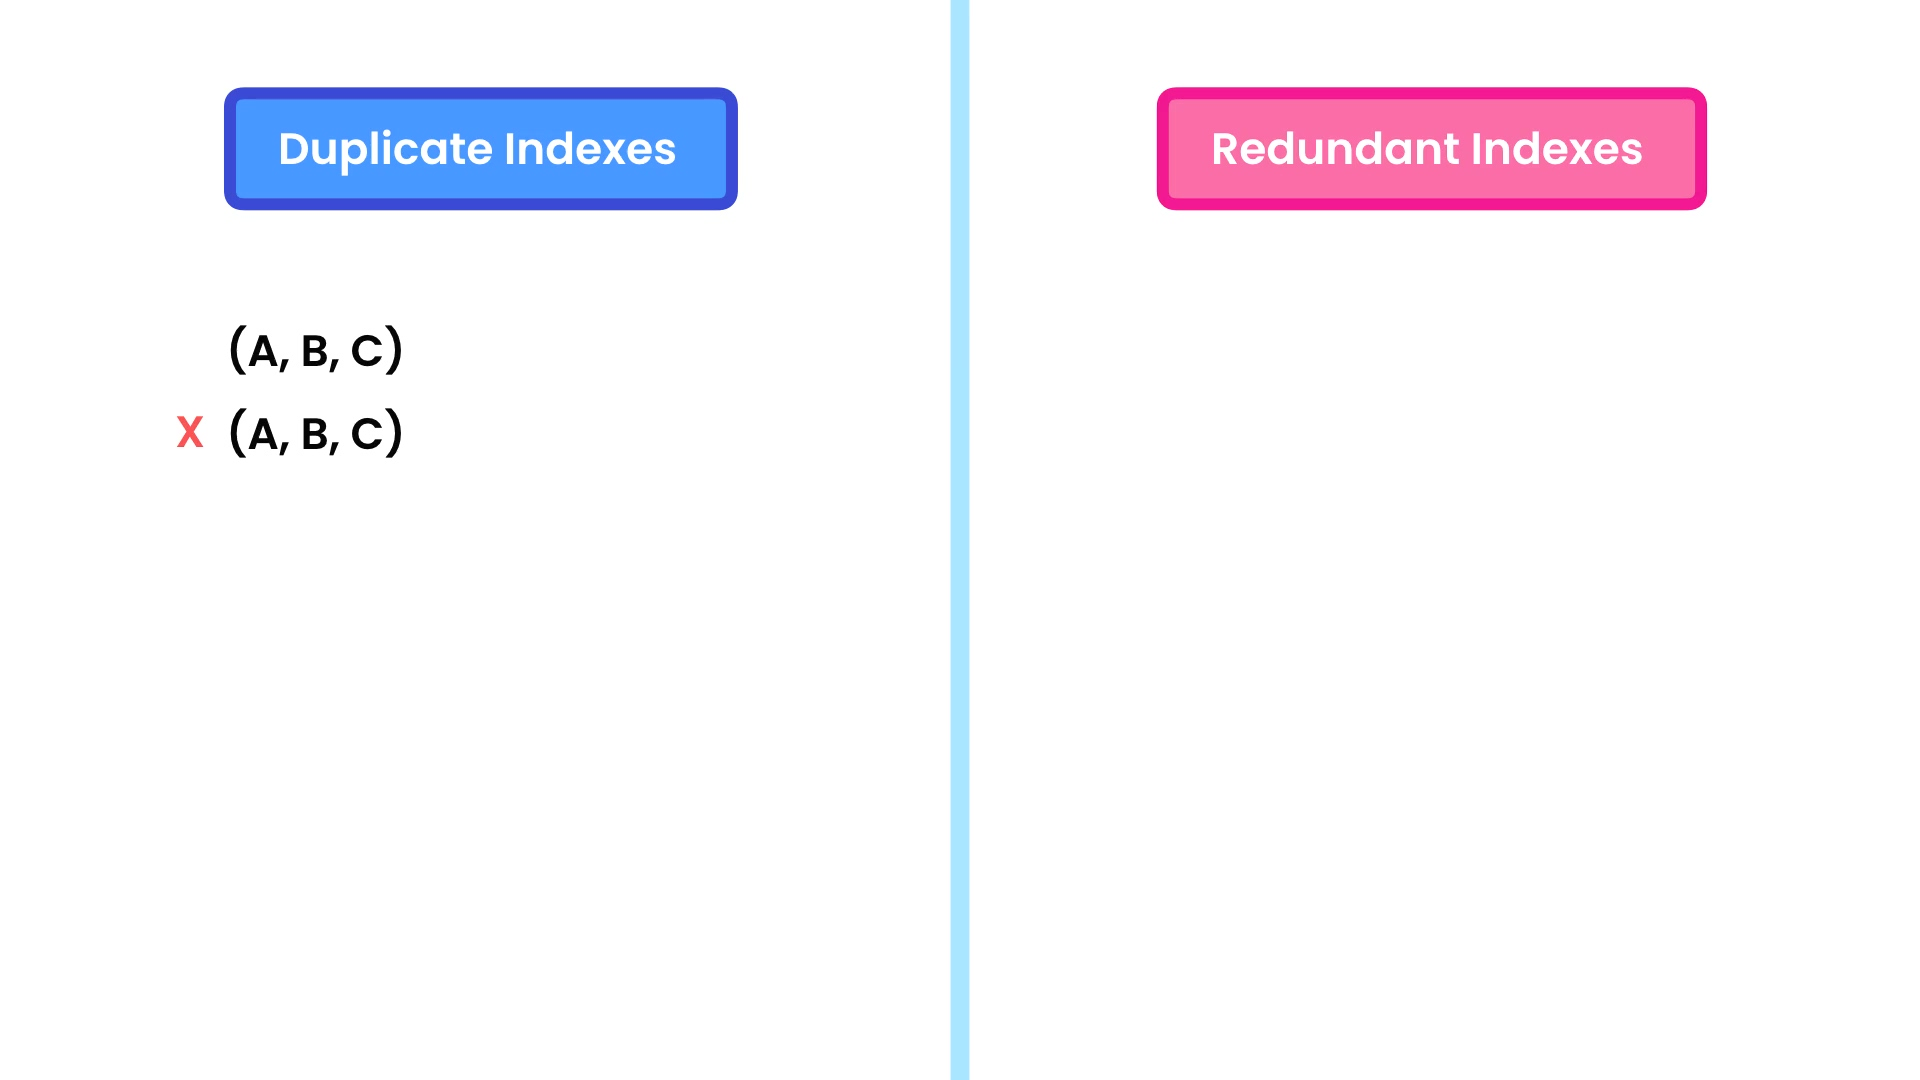 Duplicate Indexes
(A, B, C)
X (A, B, C)
Redundant Indexes